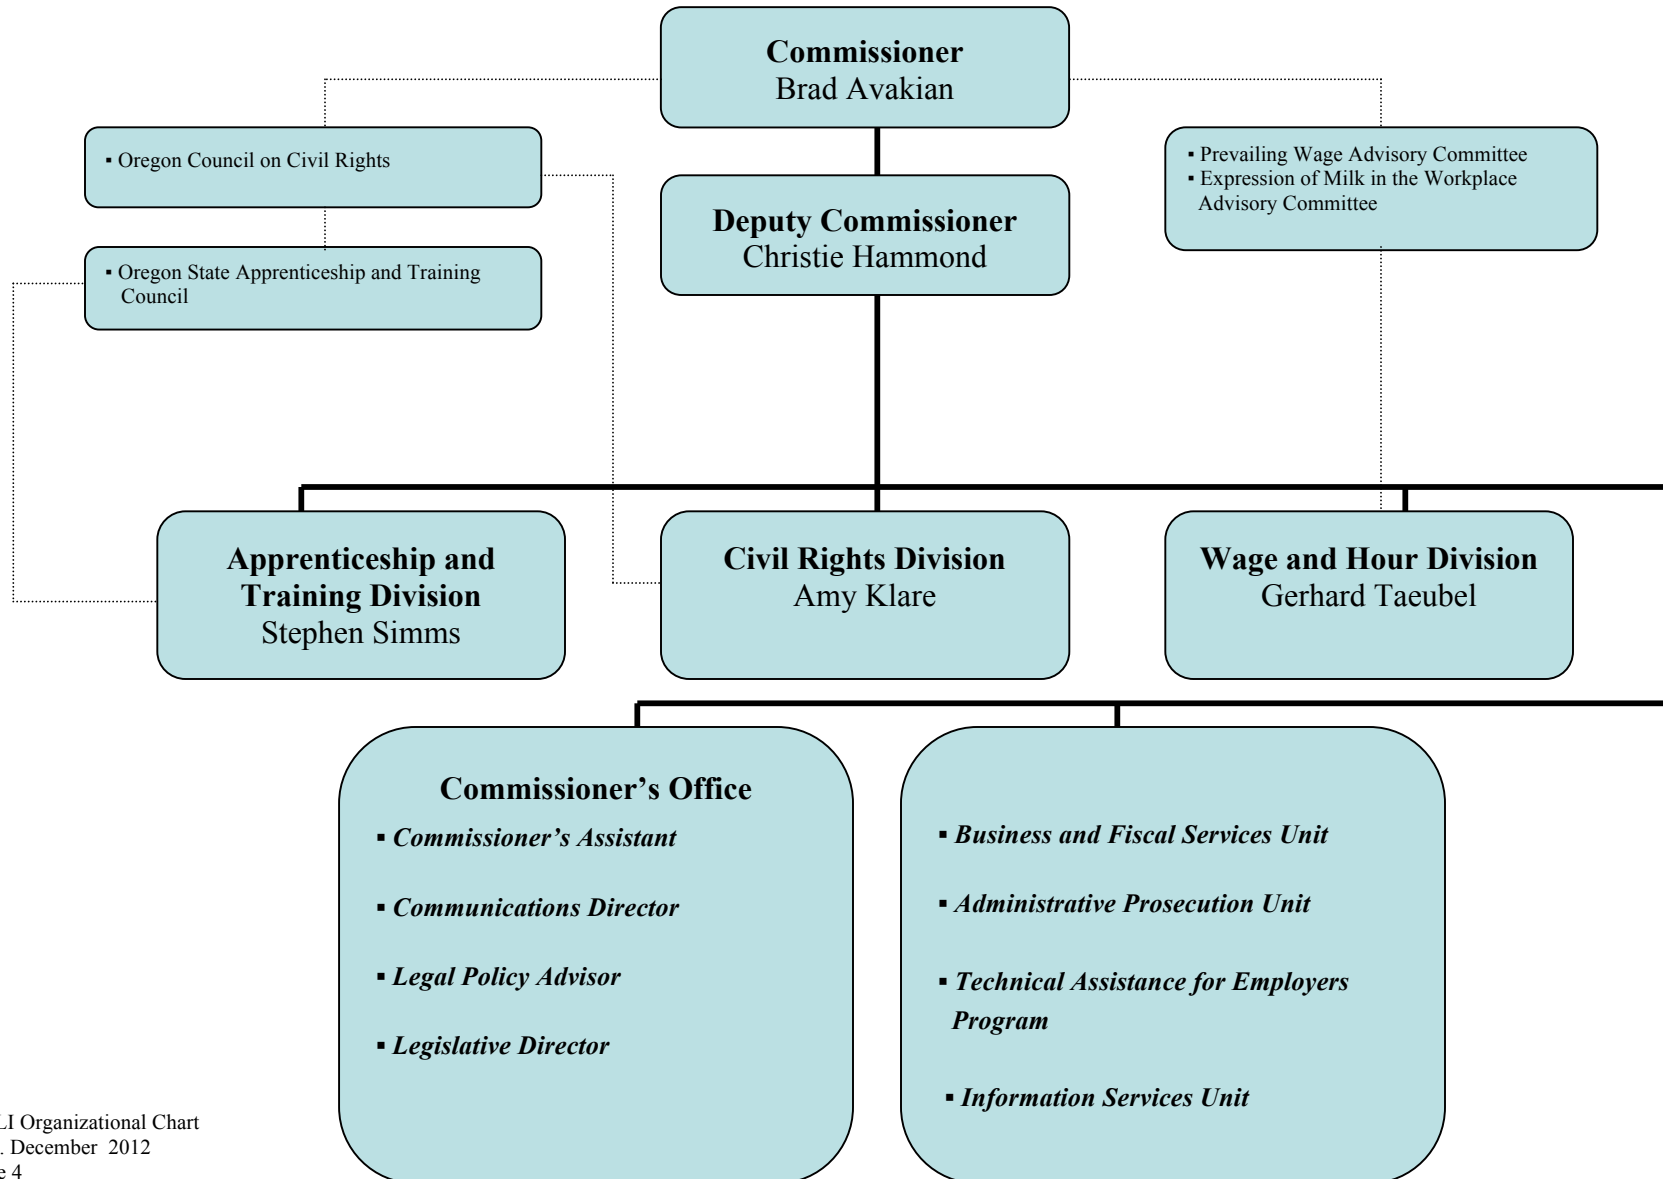 Commissioner
Brad Avakian
▪ Oregon Council on Civil Rights
▪ Prevailing Wage Advisory Committee
▪ Expression of Milk in the Workplace
Advisory Committee
Deputy Commissioner
Christie Hammond
▪ Oregon State Apprenticeship and Training
Council
Apprenticeship and
Training Division
Stephen Simms
Civil Rights Division
Amy Klare
Wage and Hour Division
Gerhard Taeubel
Commissioner’s Office
▪ Commissioner’s Assistant
▪ Communications Director
▪ Legal Policy Advisor
▪ Legislative Director
▪ Business and Fiscal Services Unit
▪ Administrative Prosecution Unit
▪ Technical Assistance for Employers
Program
▪ Information Services Unit
LI Organizational Chart
. December 2012
e 4